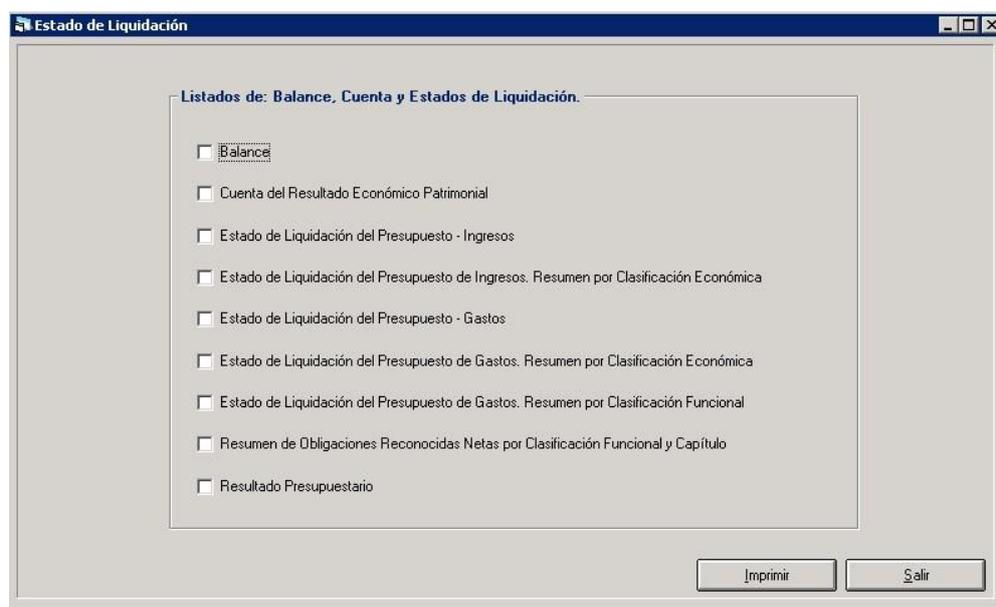 Estado de Liquidación
Listados de: Balance, Cuenta y Estados de Liquidación.
Balance
Cuenta del Resultado Económico Patrimonial
Estado de Liquidación del Presupuesto - Ingresos
Estado de Liquidación del Presupuesto de Ingresos. Resumen por Clasificación Económica
Estado de Liquidación del Presupuesto - Gastos
Estado de Liquidación del Presupuesto de Gastos. Resumen por Clasificación Económica
Estado de Liquidación del Presupuesto de Gastos. Resumen por Clasificación Funcional
Resumen de Obligaciones Reconocidas Netas por Clasificación Funcional y Capítulo
Resultado Presupuestario
Imprimir Salir